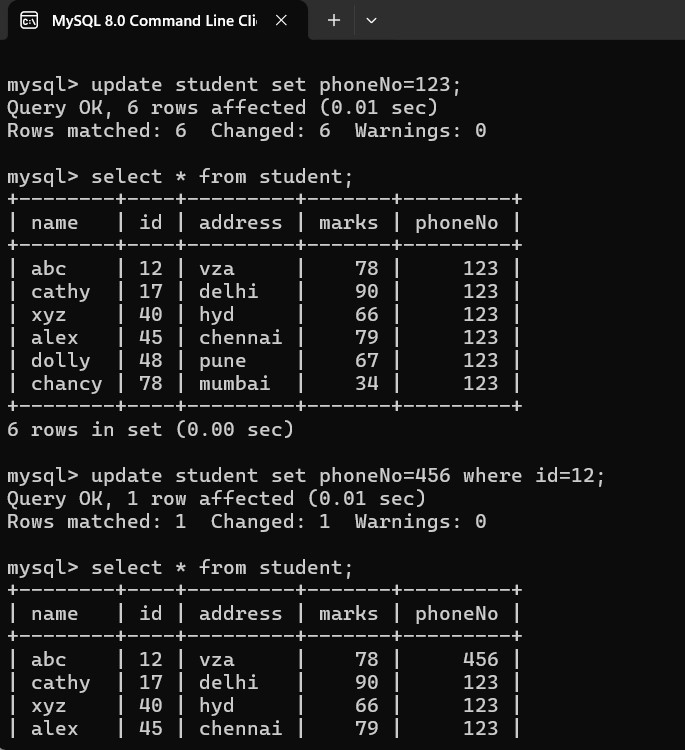 MySQL 8.0 Command Line Cli
mysql> update student set phoneNo=123;
Query OK, 6 rows affected (0.01 sec)
Rows matched: 6  Changed: 6  Warnings: 0
mysql> select * from student;
+--------+----+---------+-------+---------+
| name   | id | address | marks | phoneNo |
+--------+----+---------+-------+---------+
| abc    | 12 | vza     |    78 |     123 |
| cathy  | 17 | delhi   |    90 |     123 |
| xyz    | 40 | hyd     |    66 |     123 |
| alex   | 45 | chennai |    79 |     123 |
| dolly  | 48 | pune    |    67 |     123 |
| chancy | 78 | mumbai  |    34 |     123 |
+--------+----+---------+-------+---------+
6 rows in set (0.00 sec)
mysql> update student set phoneNo=456 where id=12;
Query OK, 1 row affected (0.01 sec)
Rows matched: 1  Changed: 1  Warnings: 0
mysql> select * from student;
+--------+----+---------+-------+---------+
| name   | id | address | marks | phoneNo |
+--------+----+---------+-------+---------+
| abc    | 12 | vza     |    78 |     456 |
| cathy  | 17 | delhi   |    90 |     123 |
| xyz    | 40 | hyd     |    66 |     123 |
| alex   | 45 | chennai |    79 |     123 |